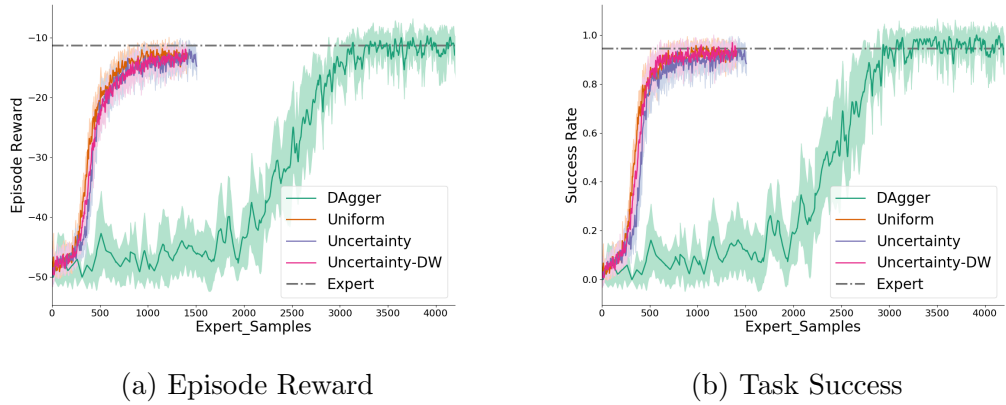 −10
−20
−30
−40
−50
Episode Reward
0 500 1000 1500 2000 2500 3000 3500 4000
Expert_Samples
DAgger
Uniform
Uncertainty
Uncertainty-DW
Expert
(a) Episode Reward
1.0
0.8
0.6
0.4
0.2
0.0
Success Rate
0 500 1000 1500 2000 2500 3000 3500 4000
Expert_Samples
DAgger
Uniform
Uncertainty
Uncertainty-DW
Expert
(b) Task Success